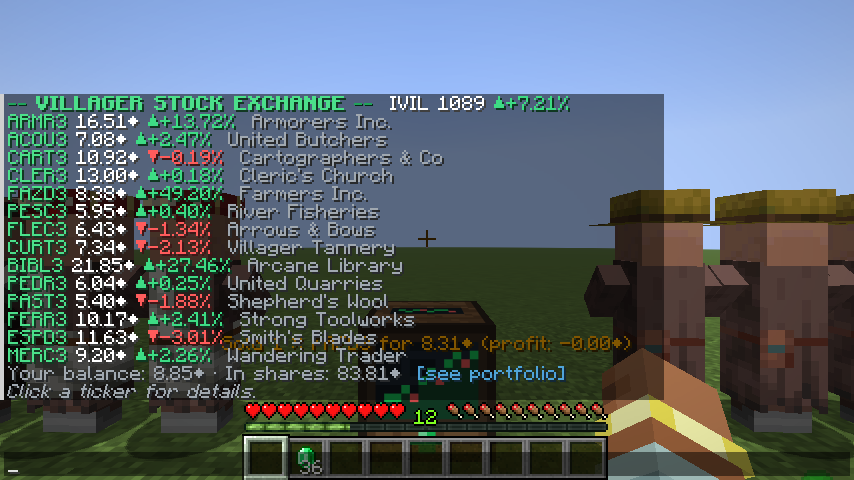 -- VILLAGER STOCK EXCHANGE -- IVIL 1089 ▲+7.21%
ARMR3 16.51♦ ▲+13.72% Armorers Inc.
ACOU3 7.08♦ ▲+2.47% United Butchers
CART3 10.92♦ ▼-0.19% Cartographers & Co
CLER3 13.00♦ ▲+0.18% Cleric's Church
FAZD3 8.38♦ ▲+49.20% Farmers Inc.
PESC3 5.95♦ ▲+0.40% River Fisheries
FLEC3 6.43♦ ▼-1.34% Arrows & Bows
CURT3 7.34♦ ▼-2.13% Villager Tannery
BIBL3 21.85♦ ▲+27.46% Arcane Library
PEDR3 6.04♦ ▲+0.25% United Quarries
PAST3 5.40♦ ▼-1.88% Shepherd's Wool
FERR3 10.17♦ ▲+2.41% Strong Toolworks
ESPD3 11.63♦ ▼-3.01% Smith's Blades
for 8.31♦ (profit: -0.00♦)
MERC3 9.20♦ ▲+2.26% Wandering Trader
Your balance: 8.85♦ · In shares: 83.81♦ [see portfolio]
Click a ticker for details.
12
36